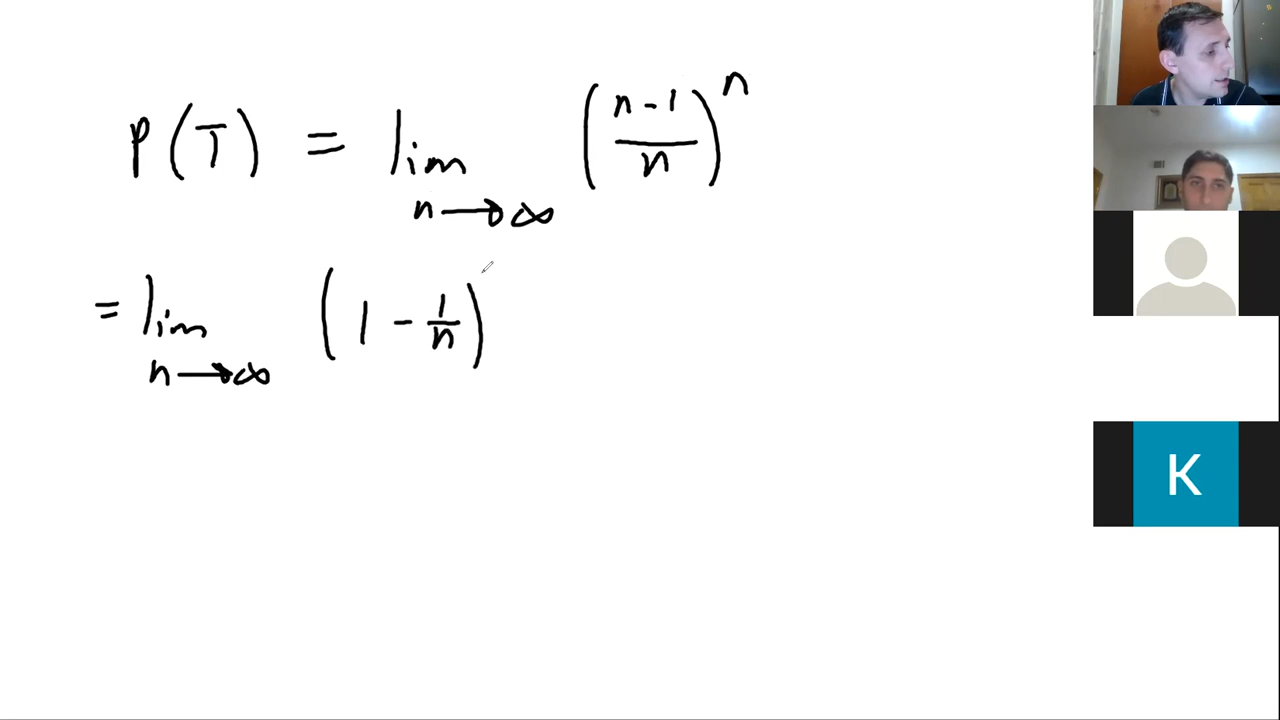 P(T) = lim n→∞ ((n-1)/n)^n
= lim n→∞ (1 - 1/n)
K